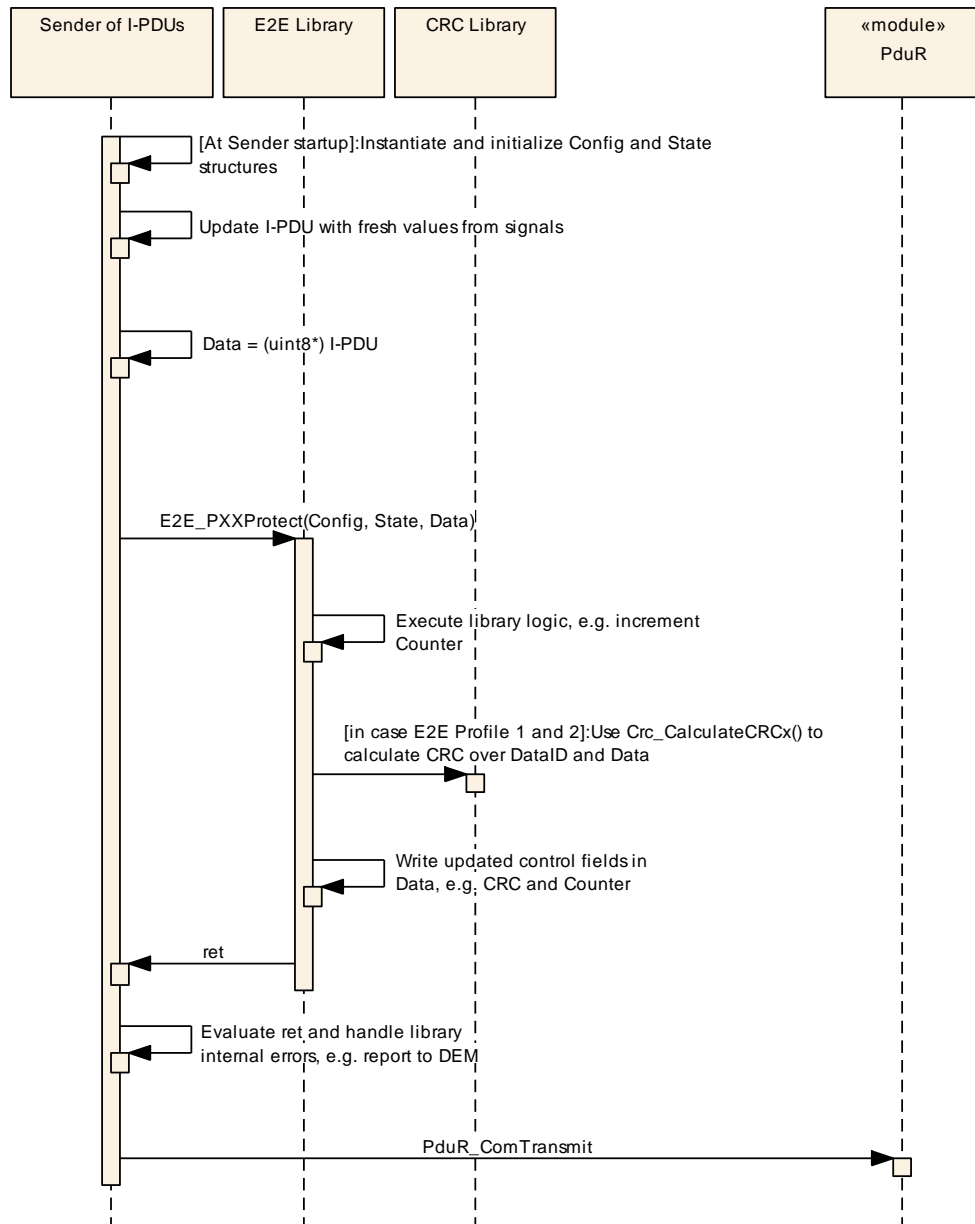 Sender of I-PDUs
E2E Library
CRC Library
«module»
PduR
[At Sender startup]:Instantiate and initialize Config and State
structures
Update I-PDU with fresh values from signals
Data = (uint8*) I-PDU
E2E_PXXProtect(Config, State, Data)
Execute library logic, e.g. increment
Counter
[in case E2E Profile 1 and 2]:Use Crc_CalculateCRCx() to
calculate CRC over DataID and Data
Write updated control fields in
Data, e.g. CRC and Counter
ret
Evaluate ret and handle library
internal errors, e.g. report to DEM
PduR_ComTransmit